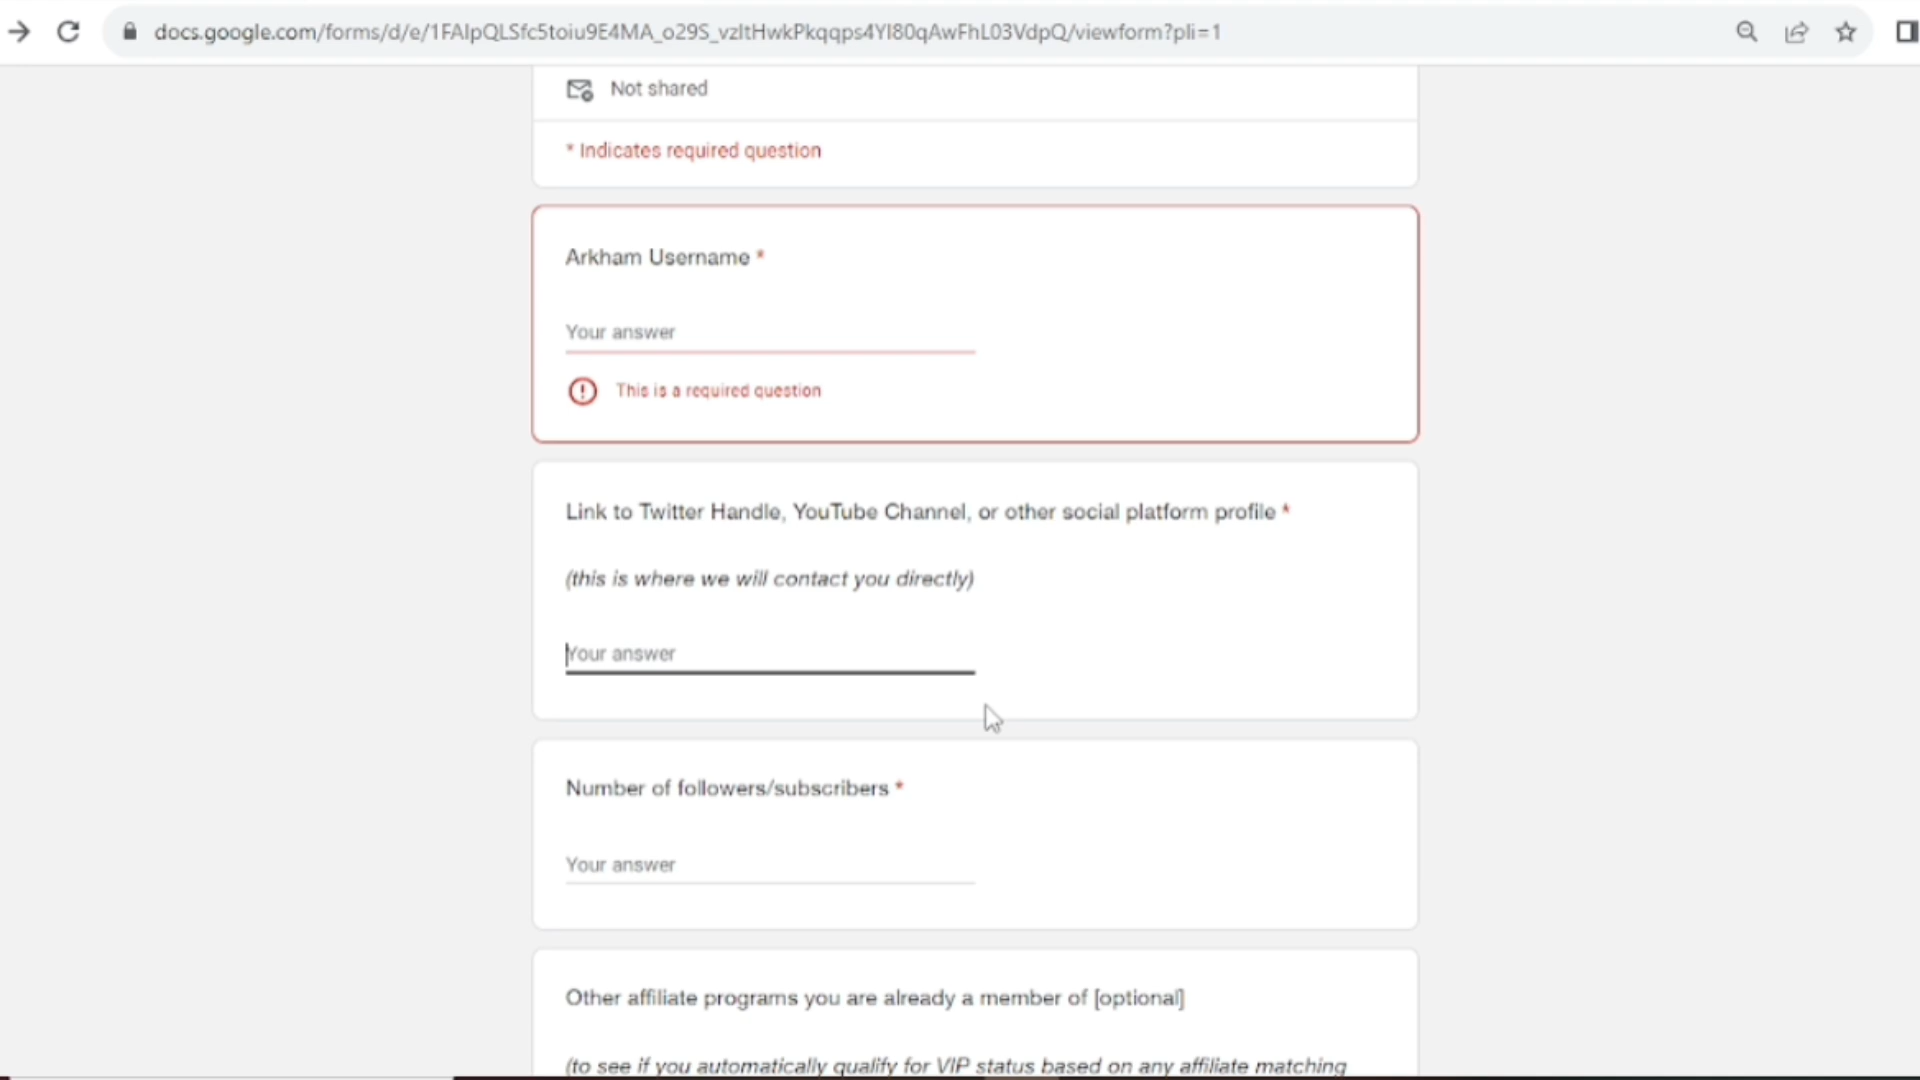 docs.google.com/forms/d/e/1FAIpQLSfc5toiu9E4MA_o29S_vzItHwkPkqqps4YI80qAwFhL03VdpQ/viewform?pli=1
Not shared
* Indicates required question
Arkham Username *
Your answer
This is a required question
Link to Twitter Handle, YouTube Channel, or other social platform profile *
(this is where we will contact you directly)
Your answer
Number of followers/subscribers *
Your answer
Other affiliate programs you are already a member of [optional]
(to see if you automatically qualify for VIP status based on any affiliate matching